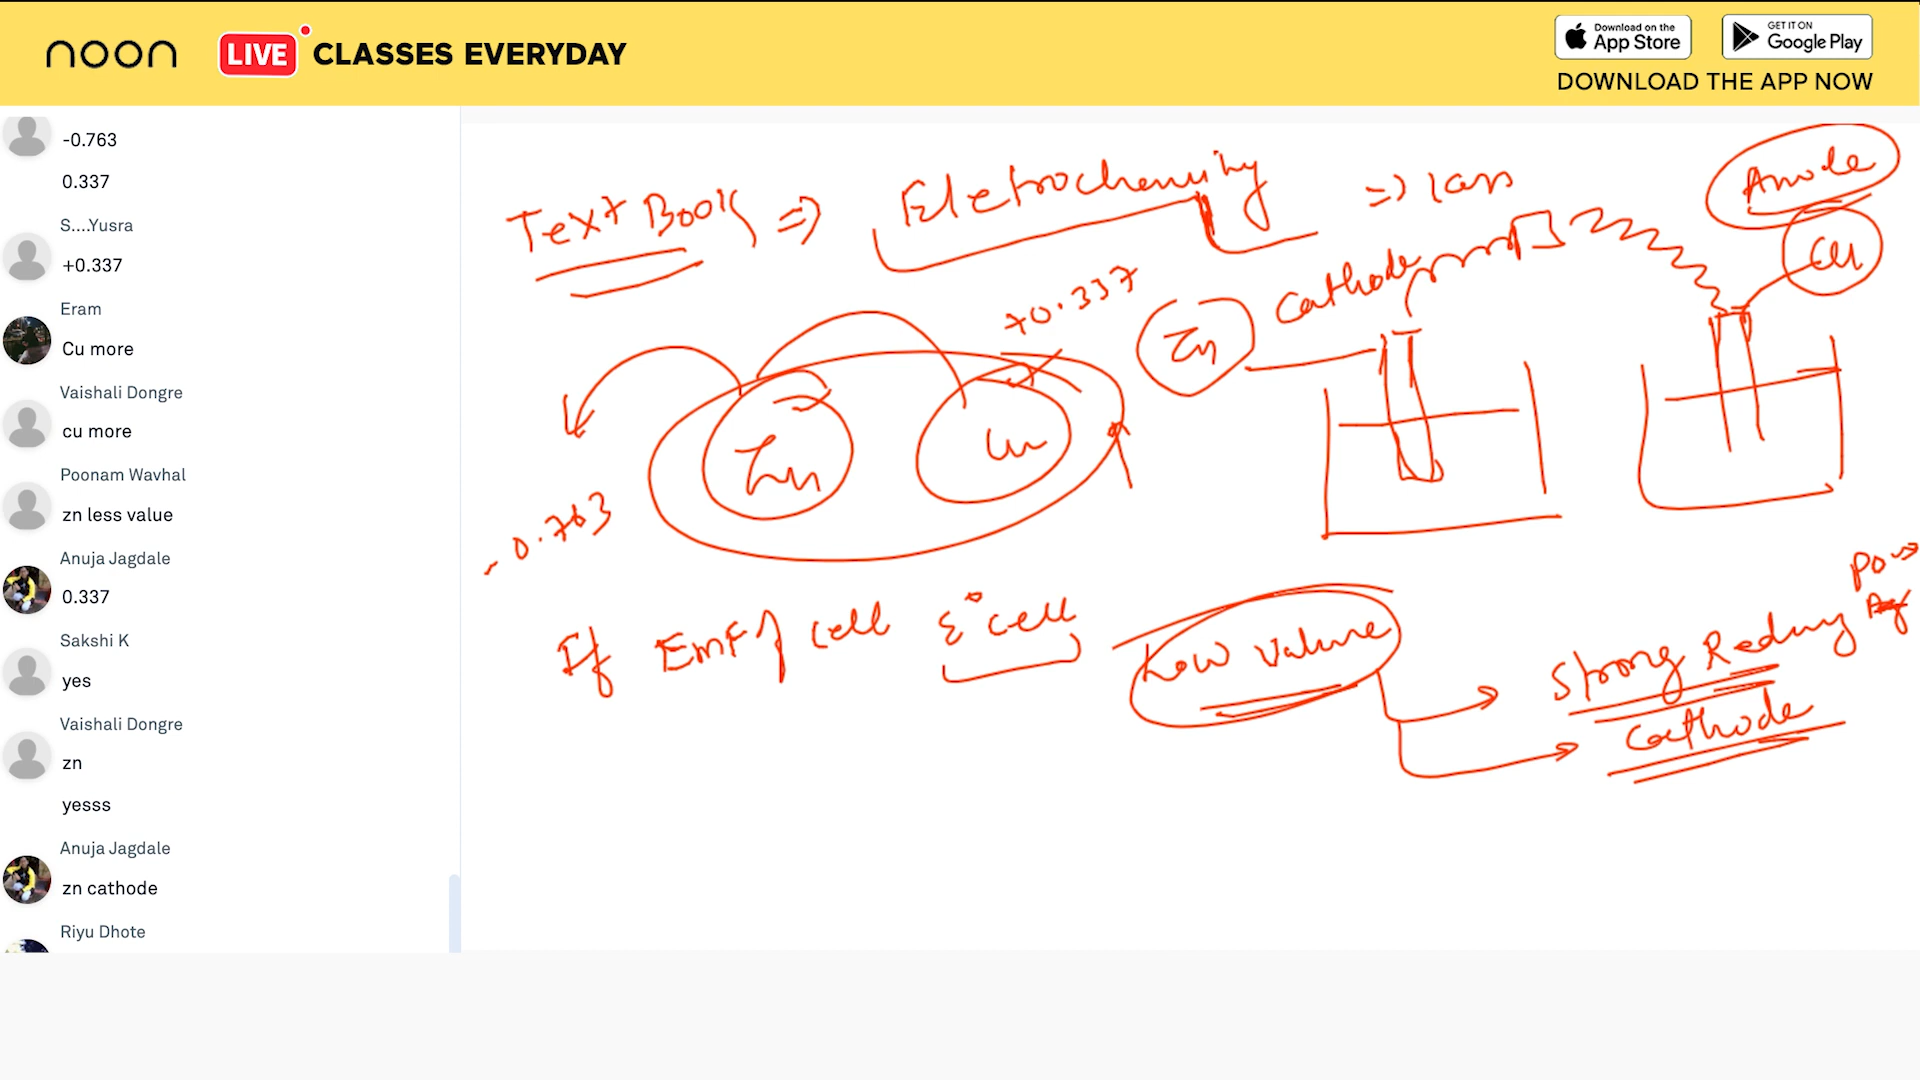 noon LIVE CLASSES EVERYDAY
Download on the App Store
GET IT ON Google Play
DOWNLOAD THE APP NOW
-0.763
0.337
S....Yusra
+0.337
Eram
Cu more
Vaishali Dongre
cu more
Poonam Wavhal
zn less value
Anuja Jagdale
0.337
Sakshi K
yes
Vaishali Dongre
zn
yesss
Anuja Jagdale
zn cathode
Riyu Dhote
Text Book =>
=>
Anode
Cu
Cathode
Zn
+0.337
Zn
Cu
-0.763
If EmF of cell E°cell
Low value
Strong
Cathode